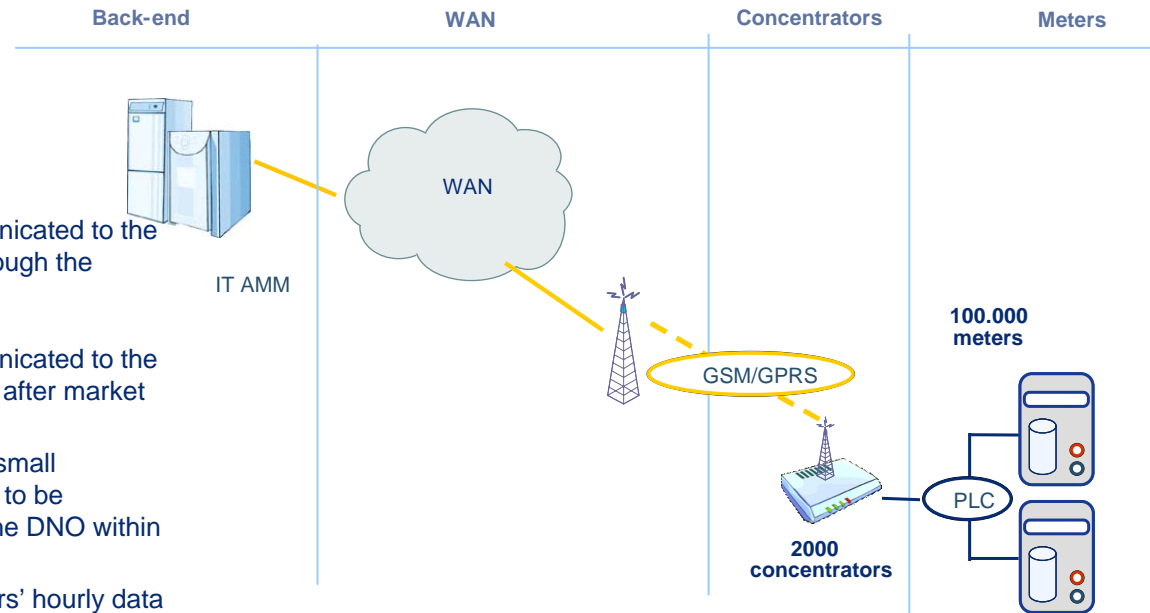 Back-end
WAN
Concentrators
Meters
WAN
nicated to the
ough the
IT AMM
nicated to the
after market
small
to be
he DNO within
rs’ hourly data
100.000
meters
GSM/GPRS
PLC
2000
concentrators